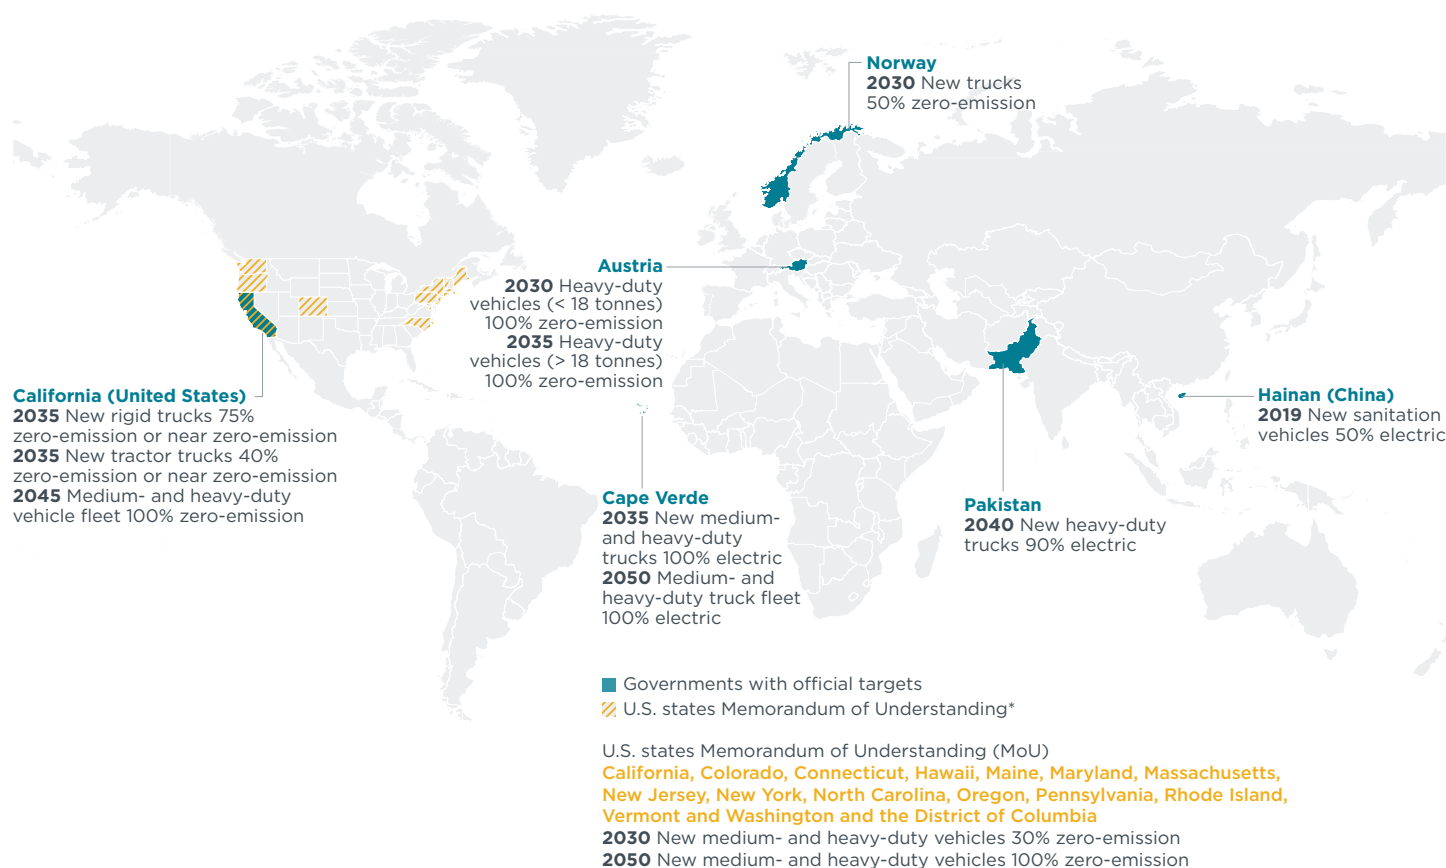 Norway
2030 New trucks
50% zero-emission
Austria
2030 Heavy-duty
vehicles (< 18 tonnes)
100% zero-emission
2035 Heavy-duty
vehicles (> 18 tonnes)
100% zero-emission
California (United States)
2035 New rigid trucks 75%
zero-emission or near zero-emission
2035 New tractor trucks 40%
zero-emission or near zero-emission
2045 Medium- and heavy-duty
vehicle fleet 100% zero-emission
Hainan (China)
2019 New sanitation
vehicles 50% electric
Cape Verde
2035 New medium-
and heavy-duty
trucks 100% electric
2050 Medium- and
heavy-duty truck fleet
100% electric
Pakistan
2040 New heavy-duty
trucks 90% electric
Governments with official targets
U.S. states Memorandum of Understanding*
U.S. states Memorandum of Understanding (MoU)
California, Colorado, Connecticut, Hawaii, Maine, Maryland, Massachusetts,
New Jersey, New York, North Carolina, Oregon, Pennsylvania, Rhode Island,
Vermont and Washington and the District of Columbia
2030 New medium- and heavy-duty vehicles 30% zero-emission
2050 New medium- and heavy-duty vehicles 100% zero-emission